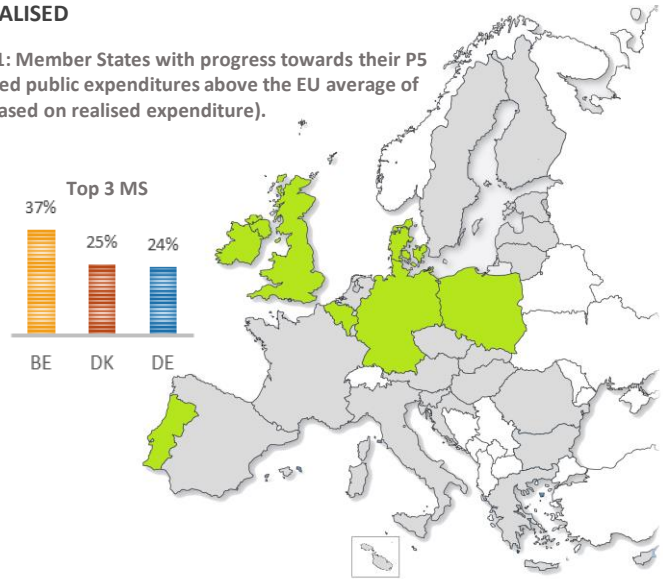 ALISED
1: Member States with progress towards their P5
ed public expenditures above the EU average of
ased on realised expenditure).
Top 3 MS
37%
25%
24%
BE
DK
DE